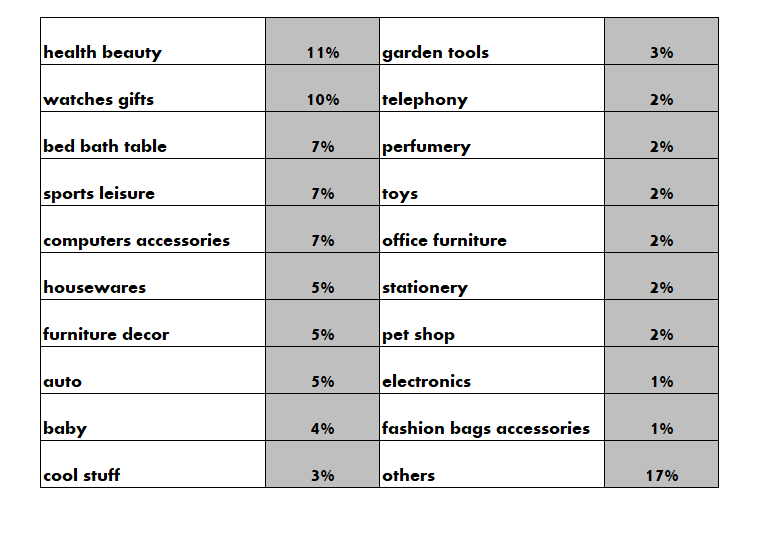 health beauty 11% garden tools 3%
watches gifts 10% telephony 2%
bed bath table 7% perfumery 2%
sports leisure 7% toys 2%
computers accessories 7% office furniture 2%
housewares 5% stationery 2%
furniture decor 5% pet shop 2%
auto 5% electronics 1%
baby 4% fashion bags accessories 1%
cool stuff 3% others 17%